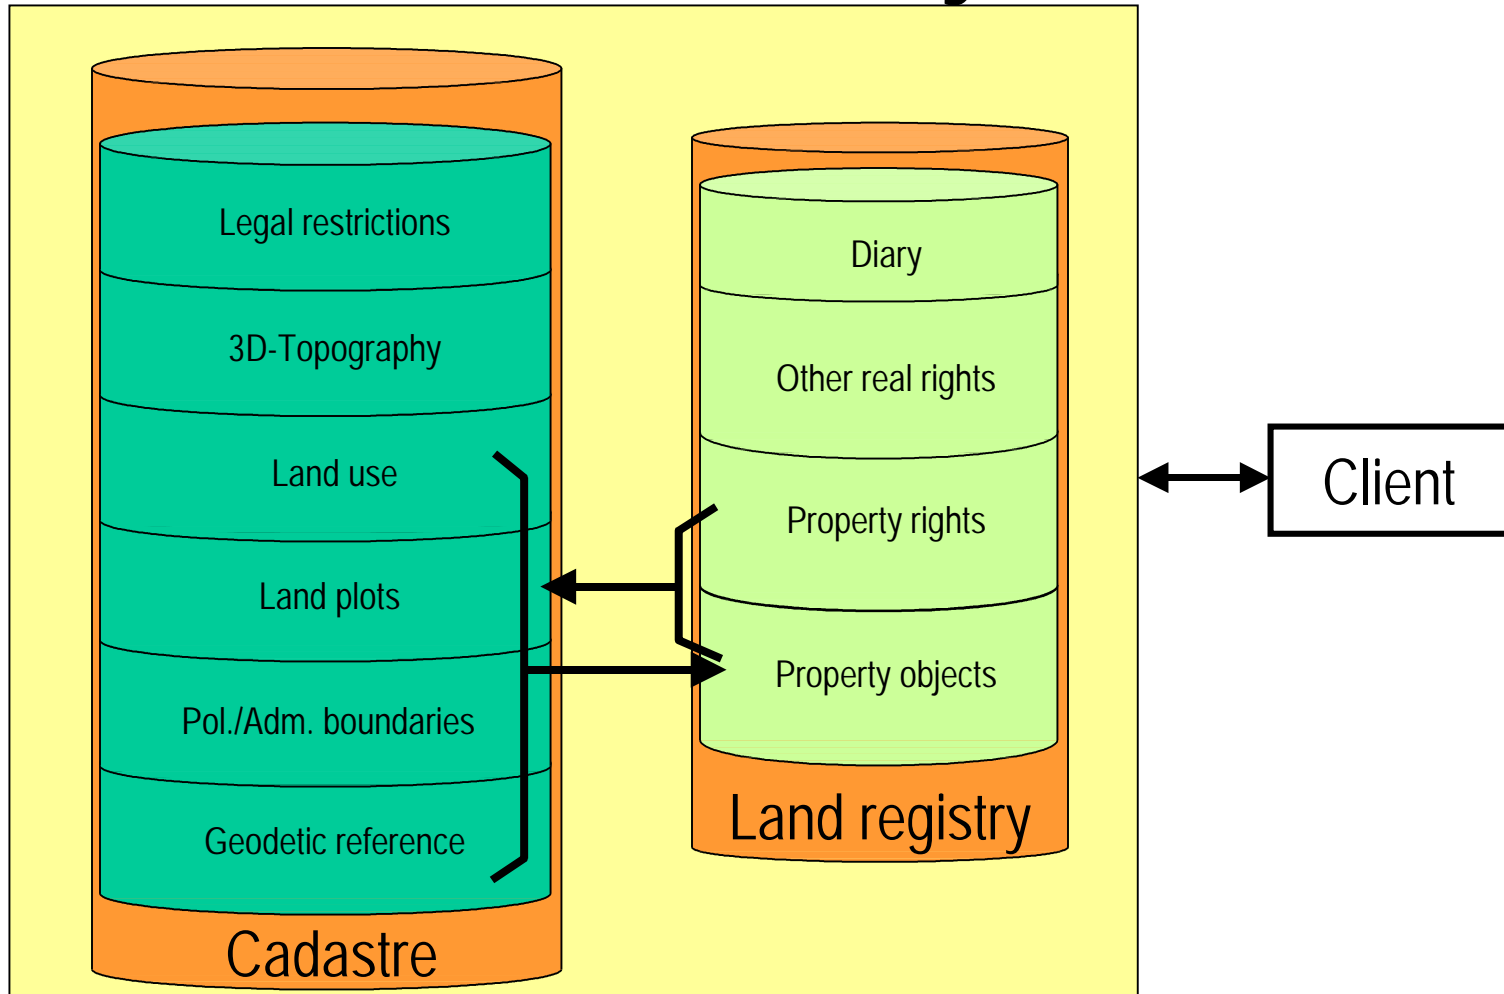 Legal restrictions
3D-Topography
Land use
Land plots
Pol./Adm. boundaries
Geodetic reference
Cadastre
Diary
Other real rights
Property rights
Property objects
Land registry
Client